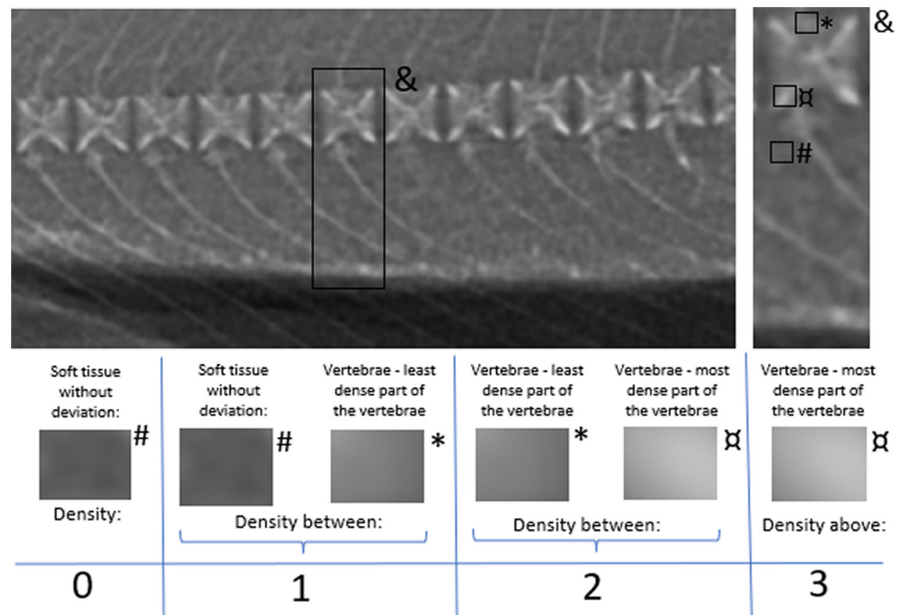 &
&
*
¤
#
Soft tissue
without
deviation:
#
Density:
Soft tissue
without
deviation:
#
Vertebrae - least
dense part of
the vertebrae
*
Density between:
Vertebrae - least
dense part of
the vertebrae
*
Vertebrae - most
dense part of
the vertebrae
¤
Density between:
Vertebrae - most
dense part of
the vertebrae
¤
Density above:
0
1
2
3